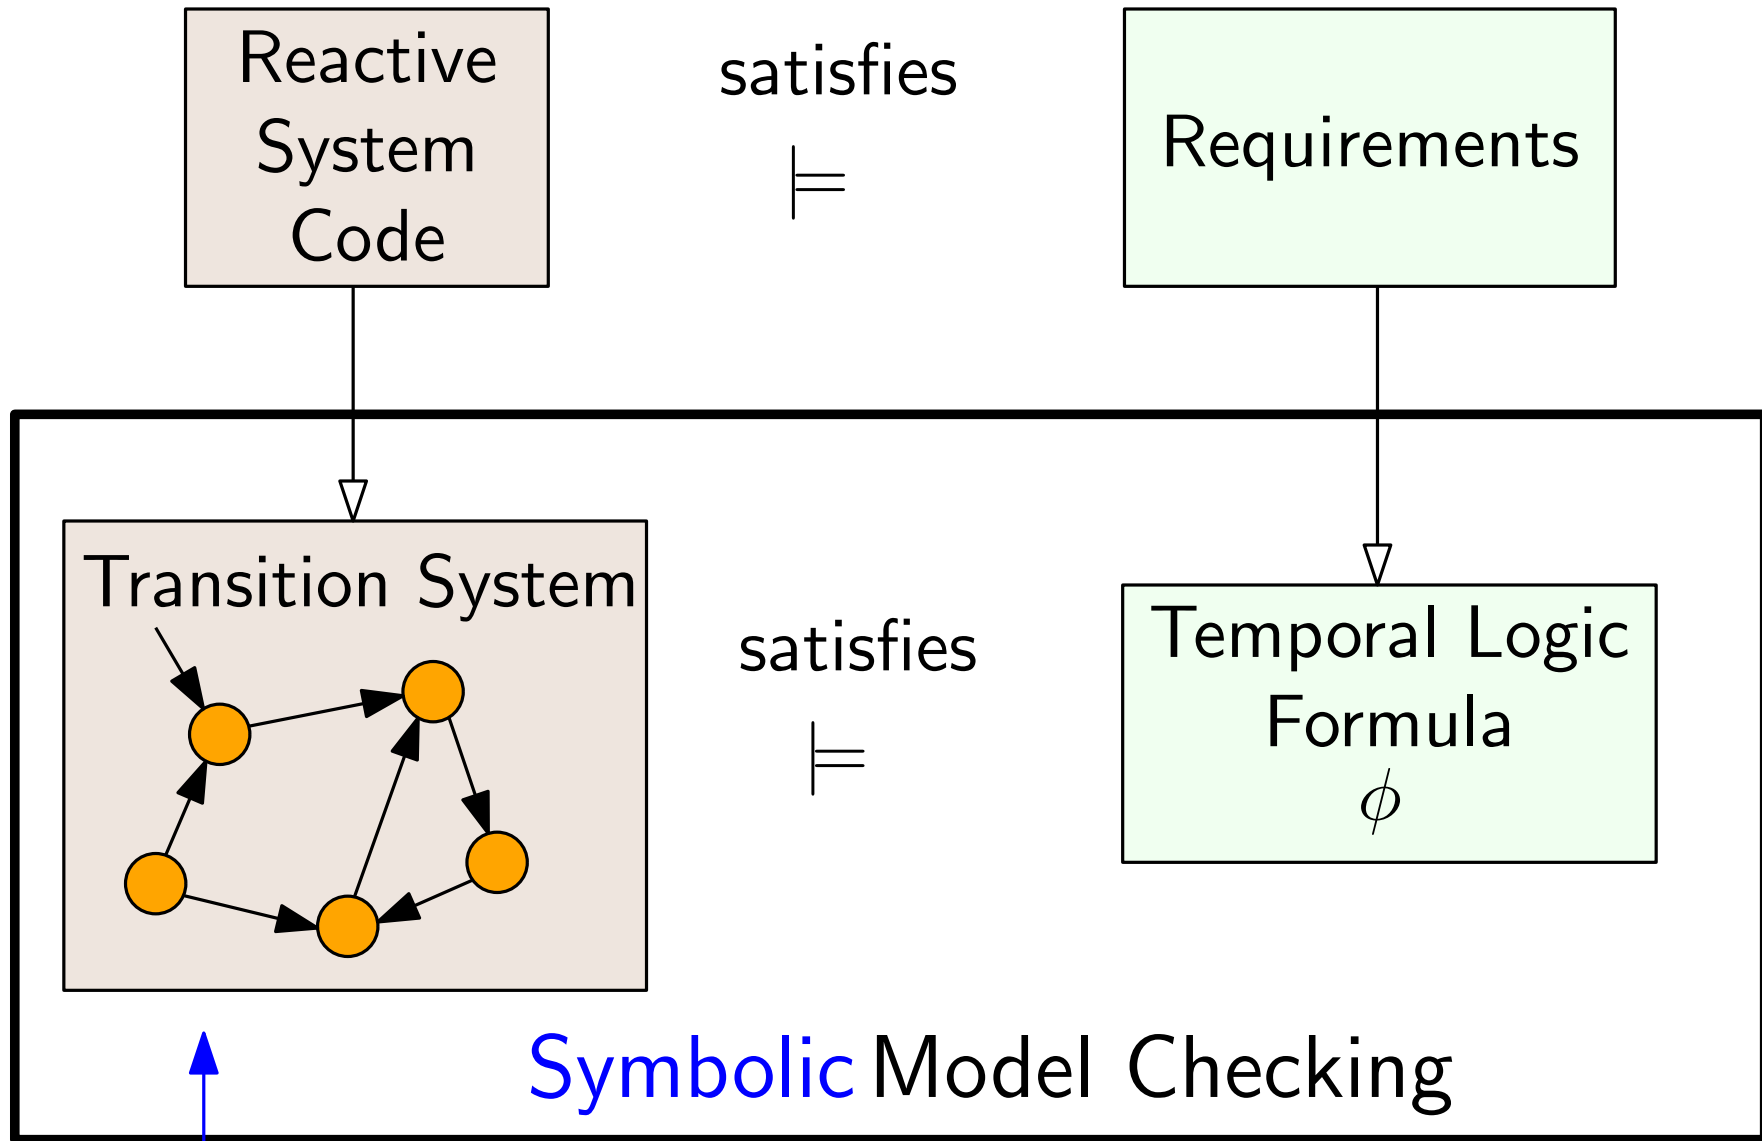 Reactive
System
Code
satisfies
⊨
Requirements
Transition System
satisfies
⊨
Temporal Logic
Formula
ϕ
Symbolic Model Checking